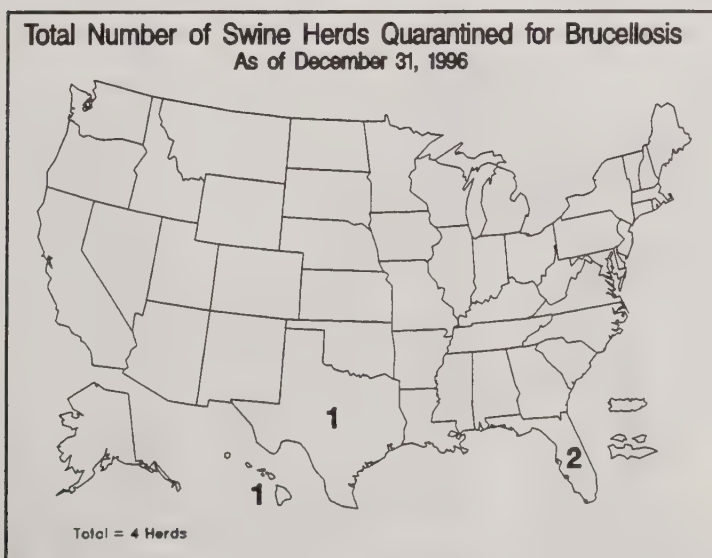 Total Number of Swine Herds Quarantined for Brucellosis
As of December 31, 1996
1
2
1
Total = 4 Herds